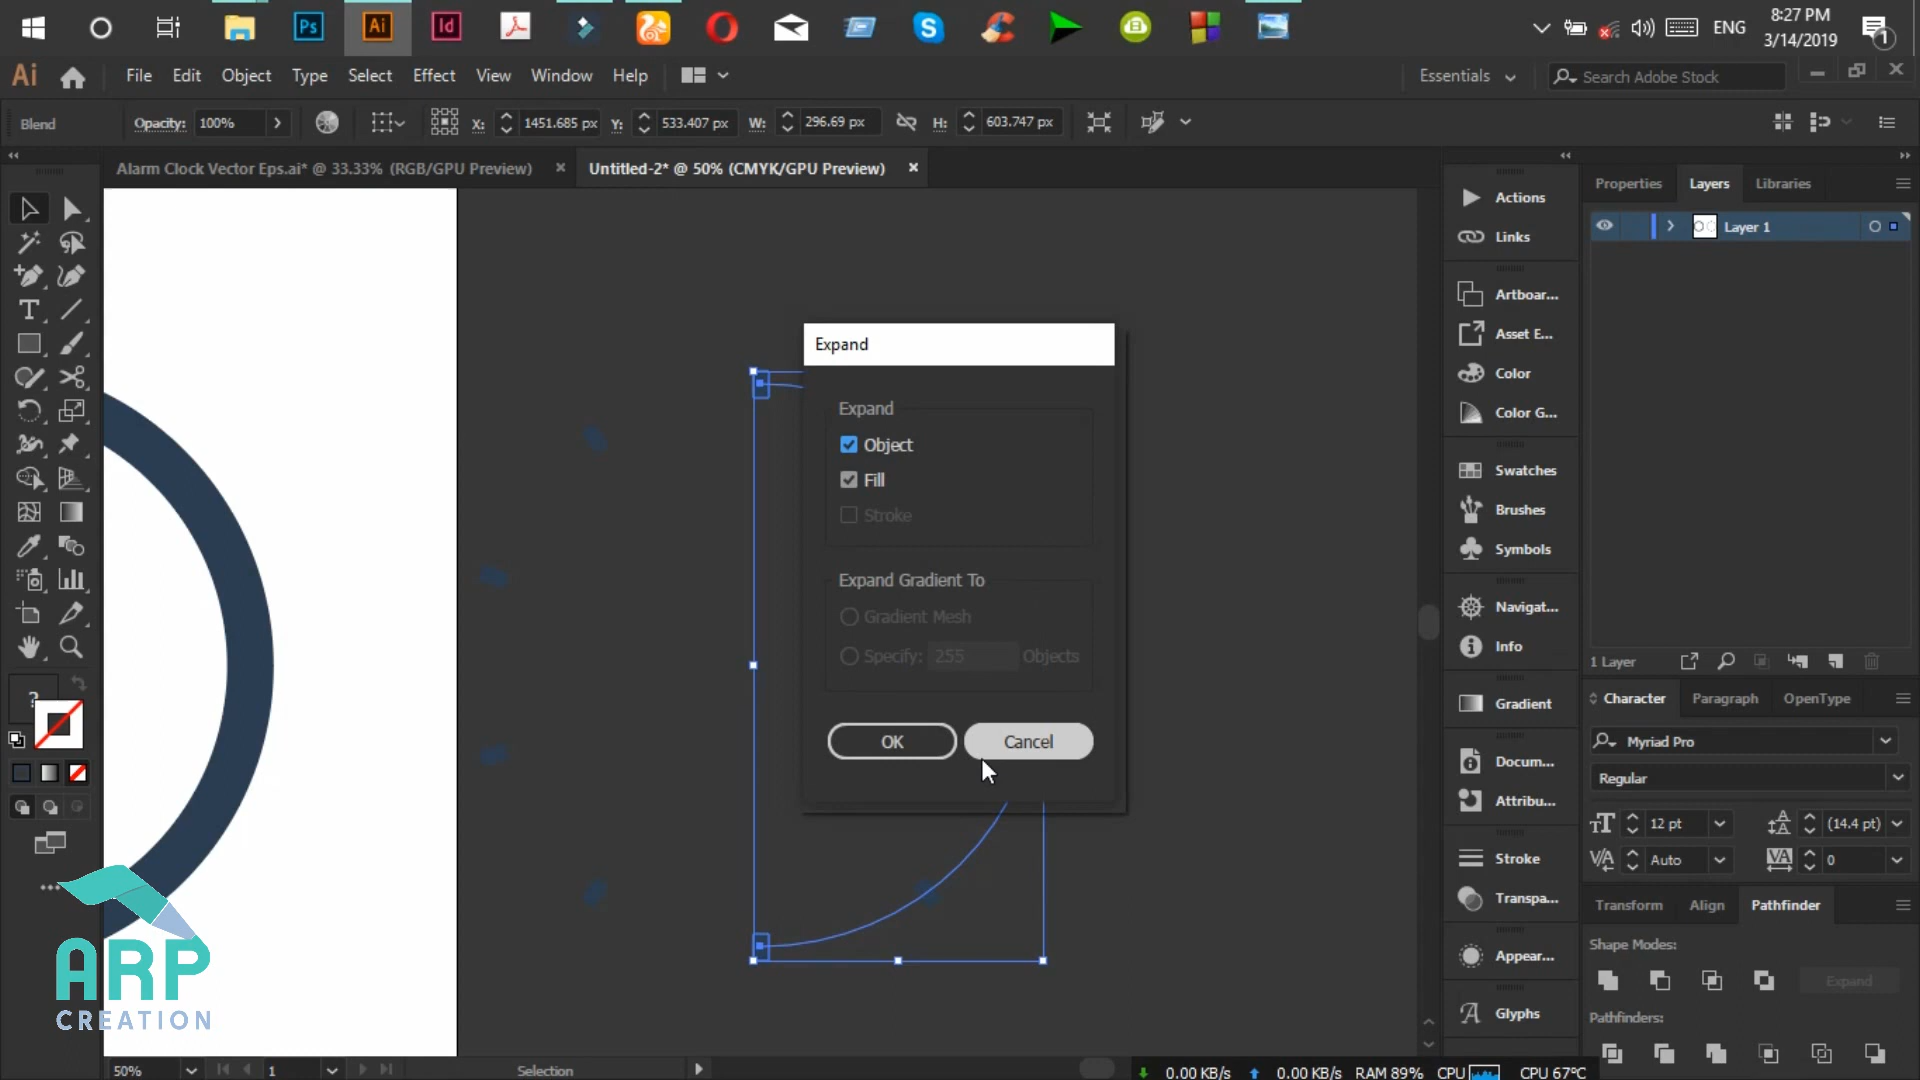 Ps
Ai
Id
ENG
8:27 PM
3/14/2019
1
Ai
File
Edit
Object
Type
Select
Effect
View
Window
Help
Essentials
Search Adobe Stock
Blend
Opacity:
100%
X:
1451.685 px
Y:
533.407 px
W:
296.69 px
H:
603.747 px
Alarm Clock Vector Eps.ai* @ 33.33% (RGB/GPU Preview)
Untitled-2* @ 50% (CMYK/GPU Preview)
Properties
Layers
Libraries
Layer 1
Actions
Links
Artboar...
Asset E...
Color
Color G...
Swatches
Brushes
Symbols
Navigat...
Info
Gradient
Docum...
Attribu...
Stroke
Transpa...
Appear...
Glyphs
Expand
Expand
Object
Fill
Stroke
Expand Gradient To
Gradient Mesh
Specify:
255
Objects
OK
Cancel
1 Layer
Character
Paragraph
OpenType
Myriad Pro
Regular
12 pt
(14.4 pt)
Auto
0
Transform
Align
Pathfinder
Shape Modes:
Expand
Pathfinders:
?
ARP
CREATION
50%
1
Selection
0.00 KB/s
0.00 KB/s
RAM 89%
CPU
CPU 67°C